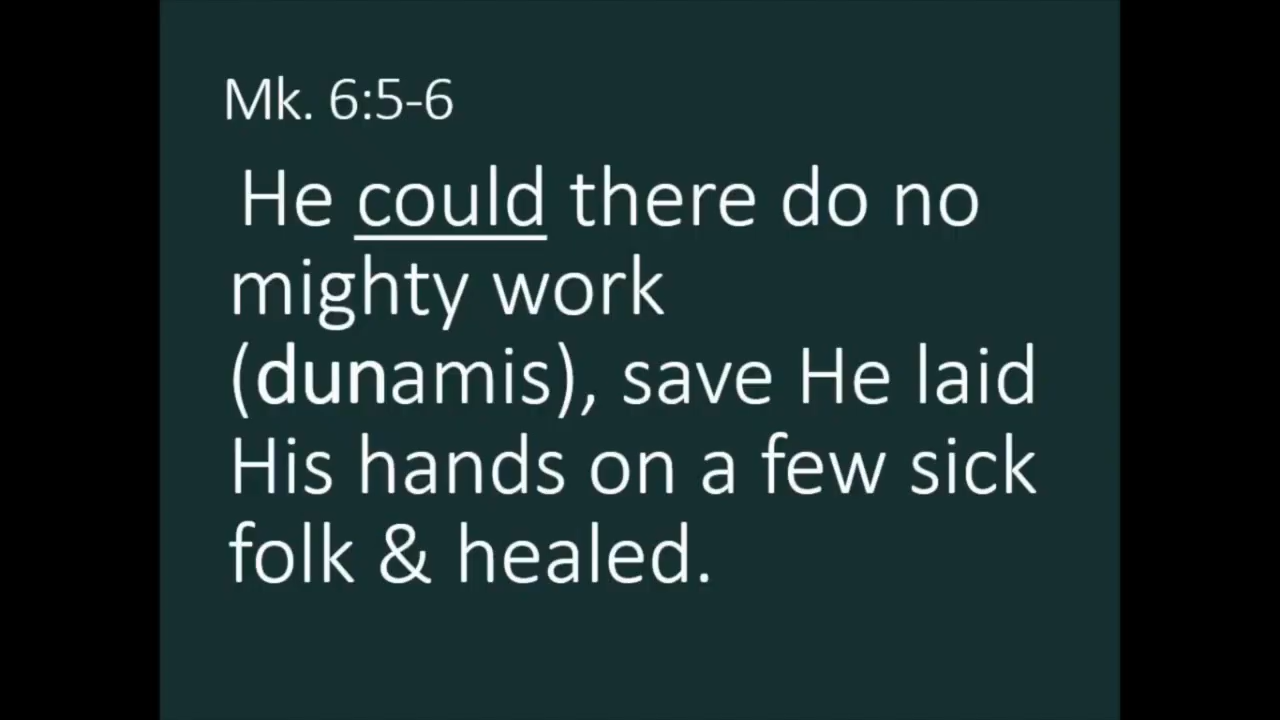 Mk. 6:5-6
He could there do no
mighty work
(dunamis), save He laid
His hands on a few sick
folk & healed.